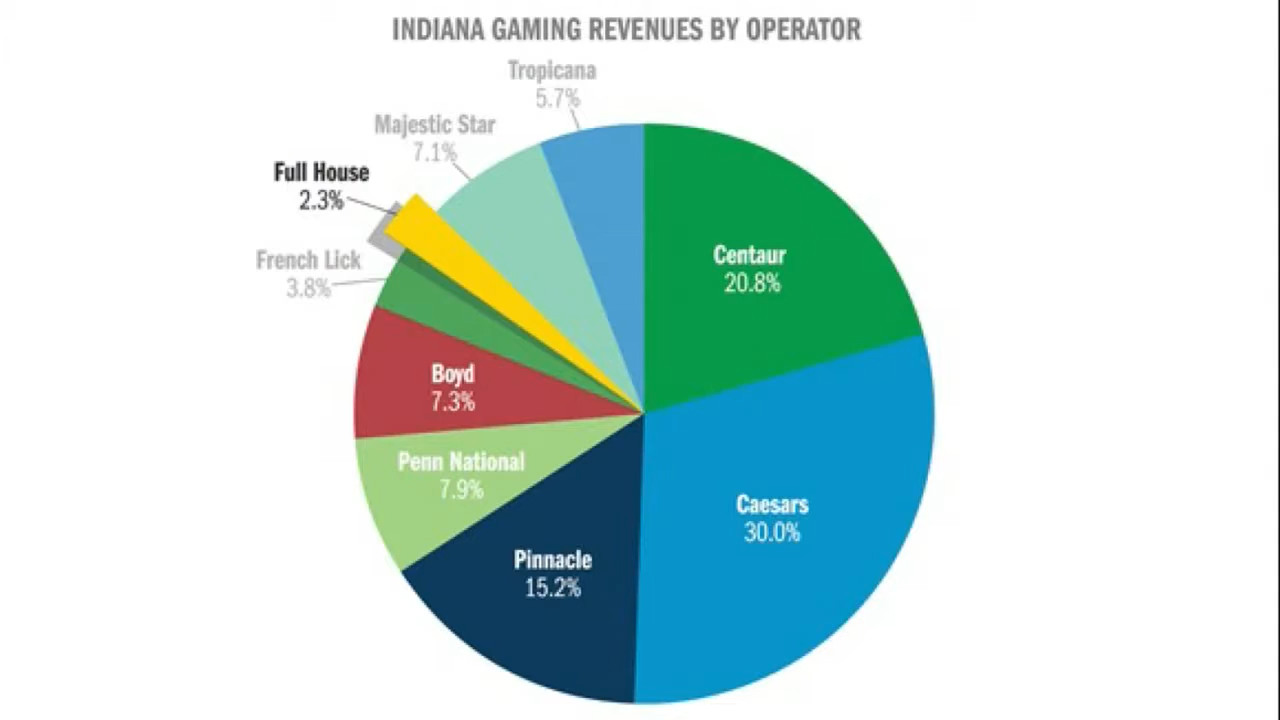 INDIANA GAMING REVENUES BY OPERATOR
Tropicana
5.7%
Majestic Star
7.1%
Full House
2.3%
French Lick
3.8%
Centaur
20.8%
Boyd
7.3%
Penn National
7.9%
Caesars
30.0%
Pinnacle
15.2%